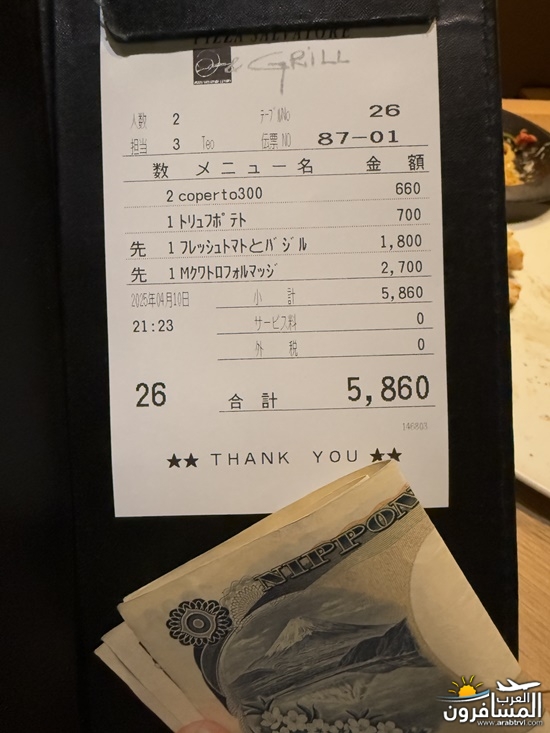 PIZZA SALVATORE
& GRILL
人数 2 テーブルNo 26
担当 3 Teo 伝票NO 87-01
数 メニュー名 金額
2 coperto300 660
1 トリュフポテト 700
先 1 フレッシュトマトとバジル 1,800
先 1 Mクワトロフォルマッジ 2,700
2025年04月10日 小計 5,860
21:23 サービス料 0
外税 0
26 合計 5,860
146803
★★ THANK YOU ★★
NIPPON
العرب
المسافرون
www.arabtrvl.com